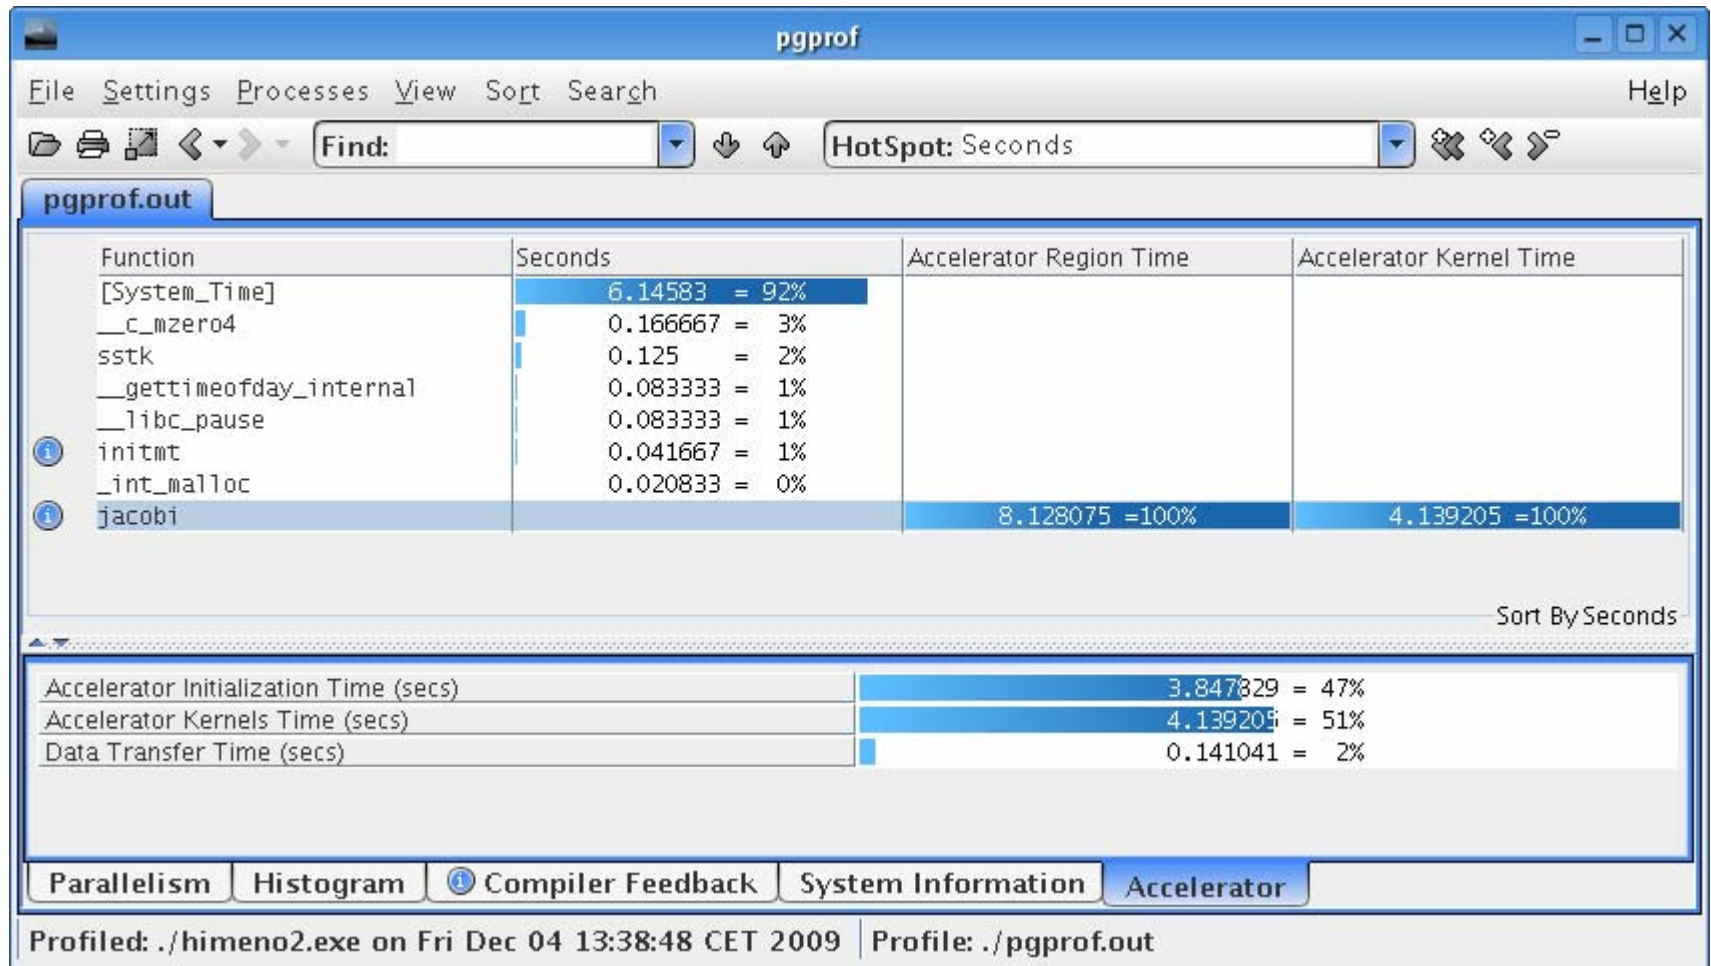 pgprof
File Settings Processes View Sort Search Help
Find: HotSpot: Seconds
pgprof.out
Function Seconds Accelerator Region Time Accelerator Kernel Time
[System_Time] 6.14583 = 92%
__c_mzero4 0.166667 = 3%
sstk 0.125 = 2%
__gettimeofday_internal 0.083333 = 1%
__libc_pause 0.083333 = 1%
initmt 0.041667 = 1%
_int_malloc 0.020833 = 0%
jacobi 8.128075 =100% 4.139205 =100%
Sort By Seconds
Accelerator Initialization Time (secs) 3.847829 = 47%
Accelerator Kernels Time (secs) 4.139205 = 51%
Data Transfer Time (secs) 0.141041 = 2%
Parallelism Histogram Compiler Feedback System Information Accelerator
Profiled: ./himeno2.exe on Fri Dec 04 13:38:48 CET 2009 Profile: ./pgprof.out